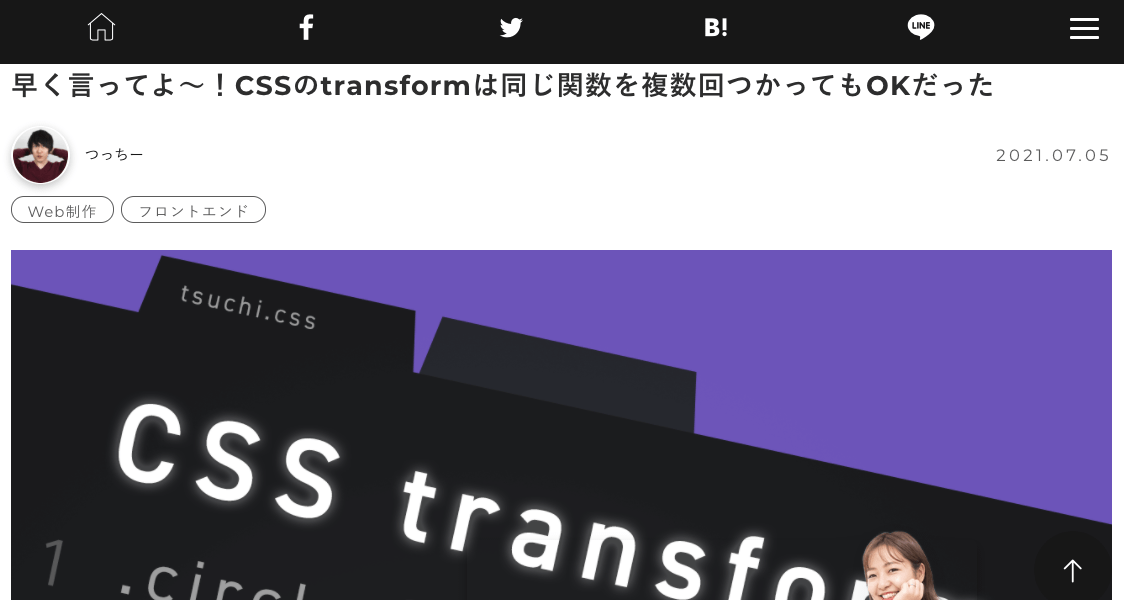 B!
LINE
早く言ってよ〜！CSSのtransformは同じ関数を複数回つかってもOKだった
つっちー
2021.07.05
Web制作
フロントエンド
tsuchi.css
CSS transfor
1 .circl